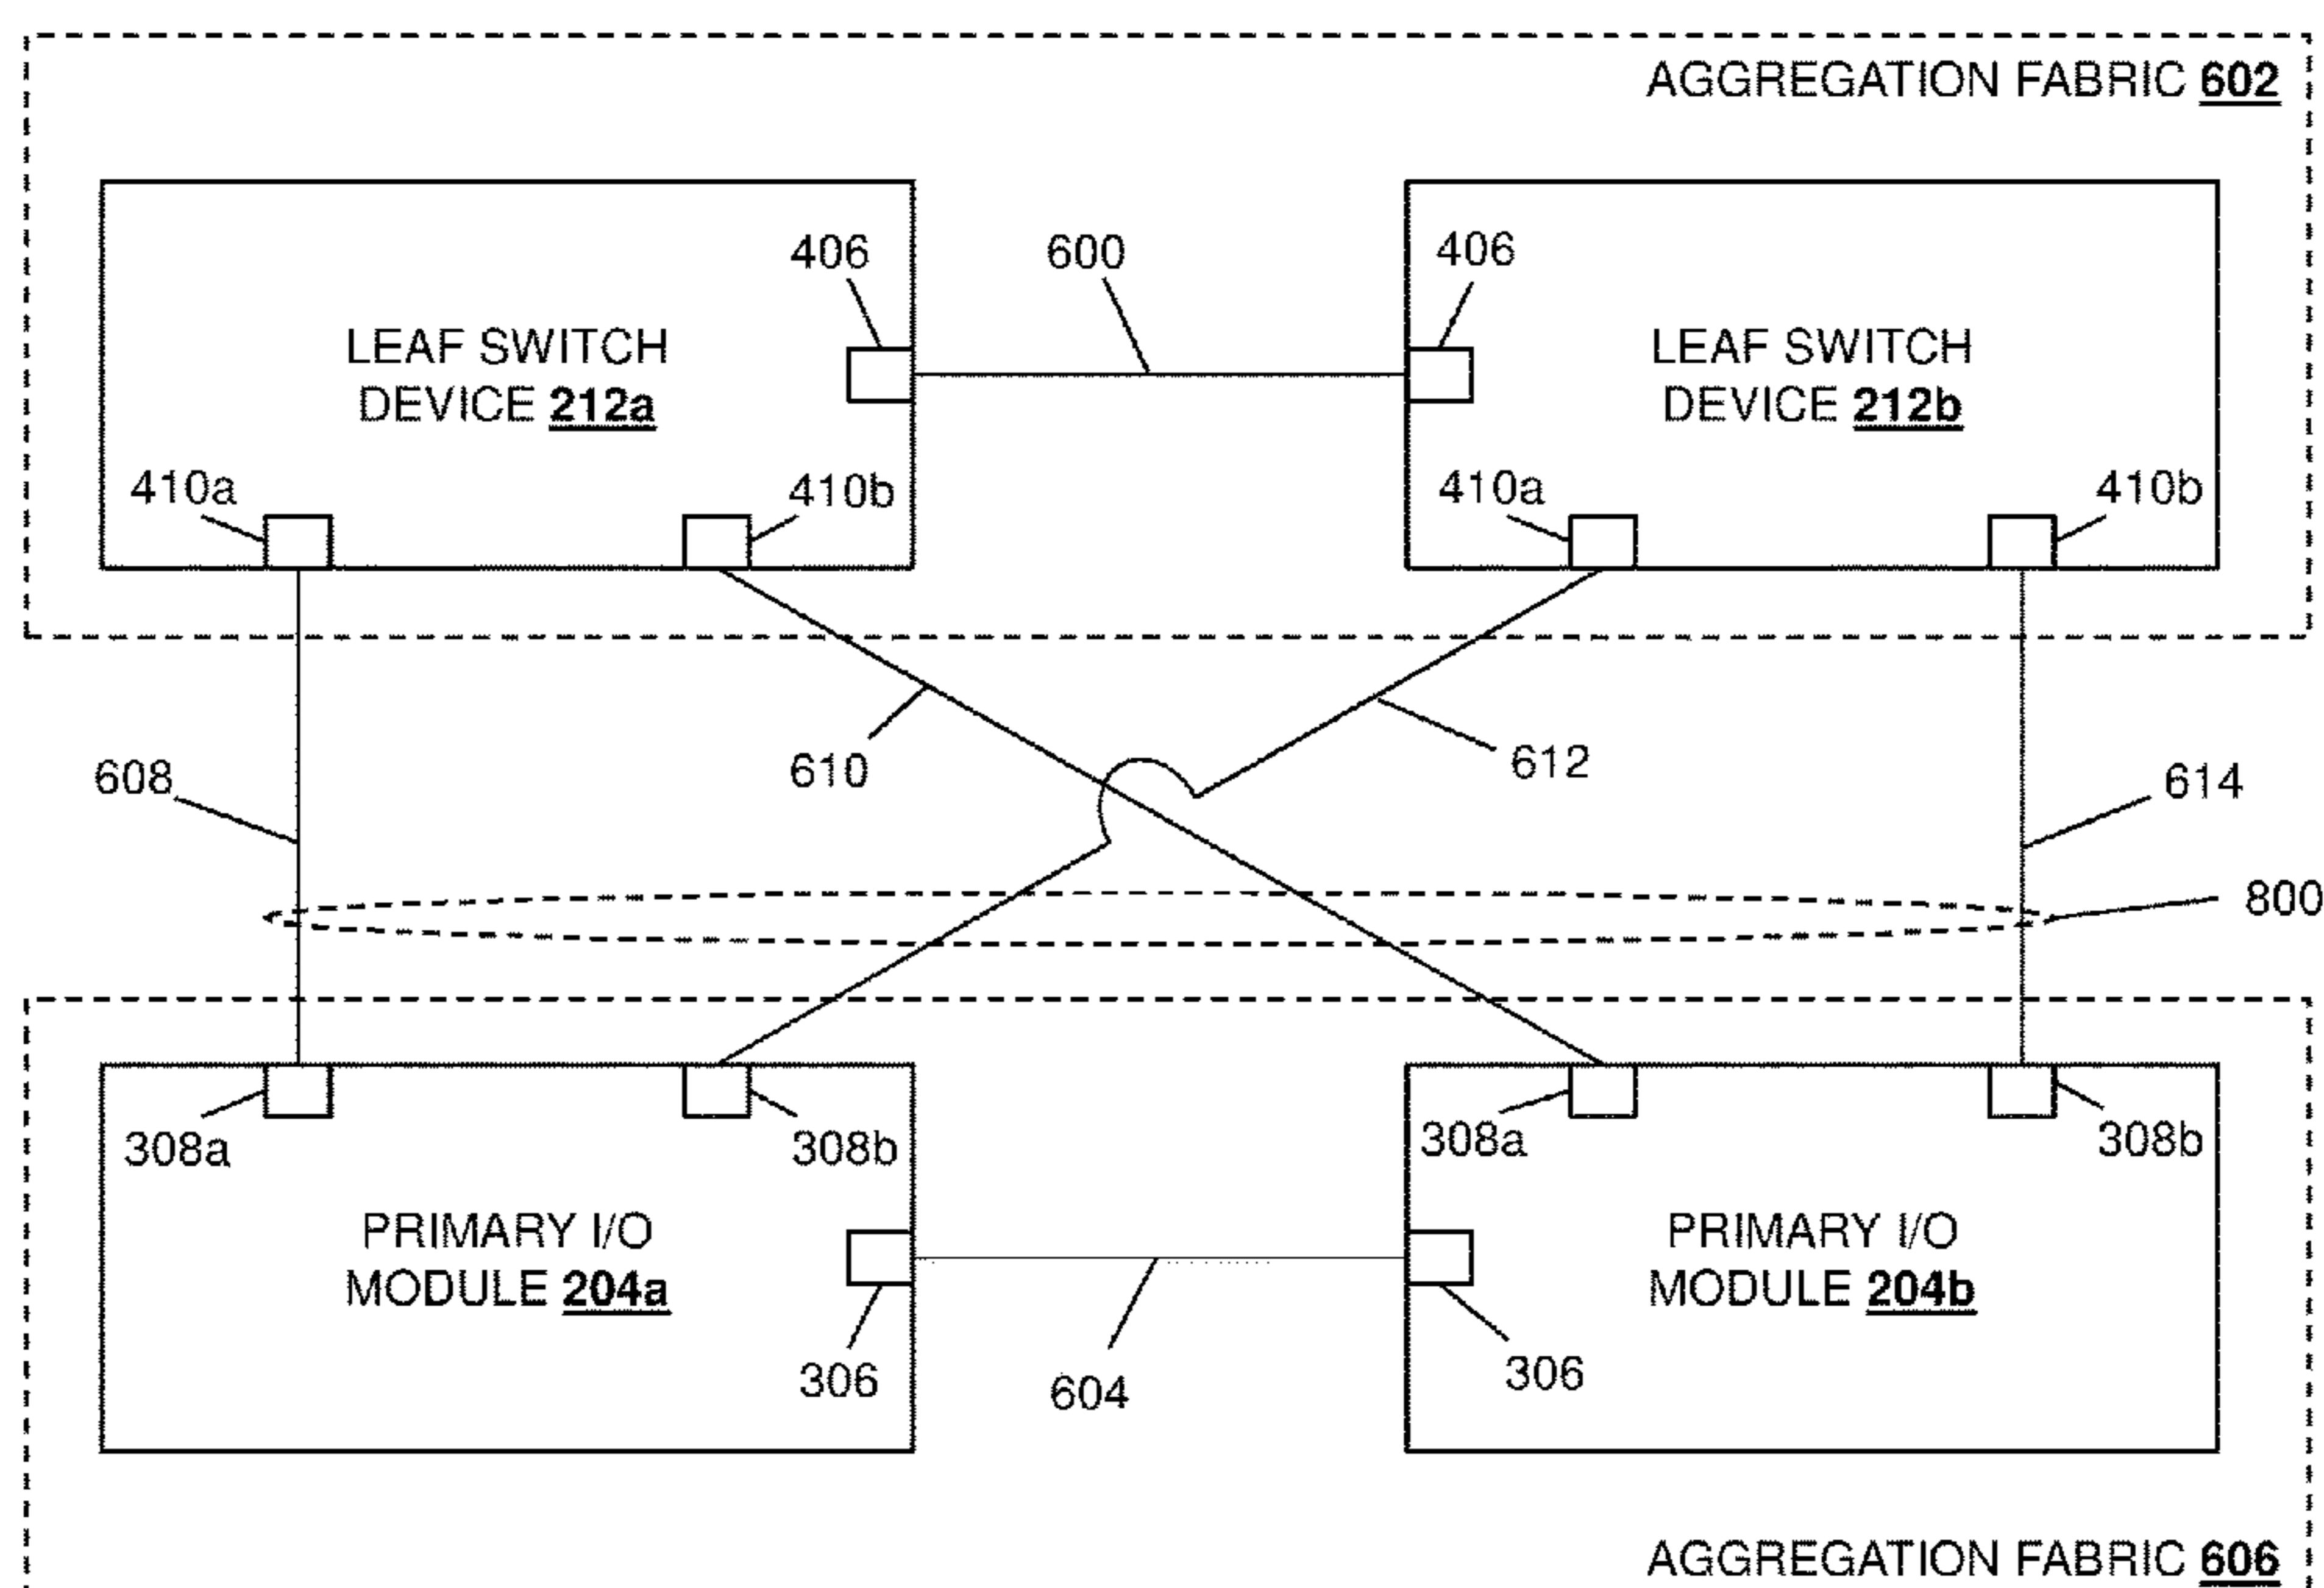 AGGREGATION FABRIC 602
406
600
406
LEAF SWITCH
DEVICE 212a
LEAF SWITCH
DEVICE 212b
410a
410b
410a
410b
608
610
612
614
800
308a
308b
308a
308b
PRIMARY I/O
MODULE 204a
PRIMARY I/O
MODULE 204b
306
604
306
AGGREGATION FABRIC 606